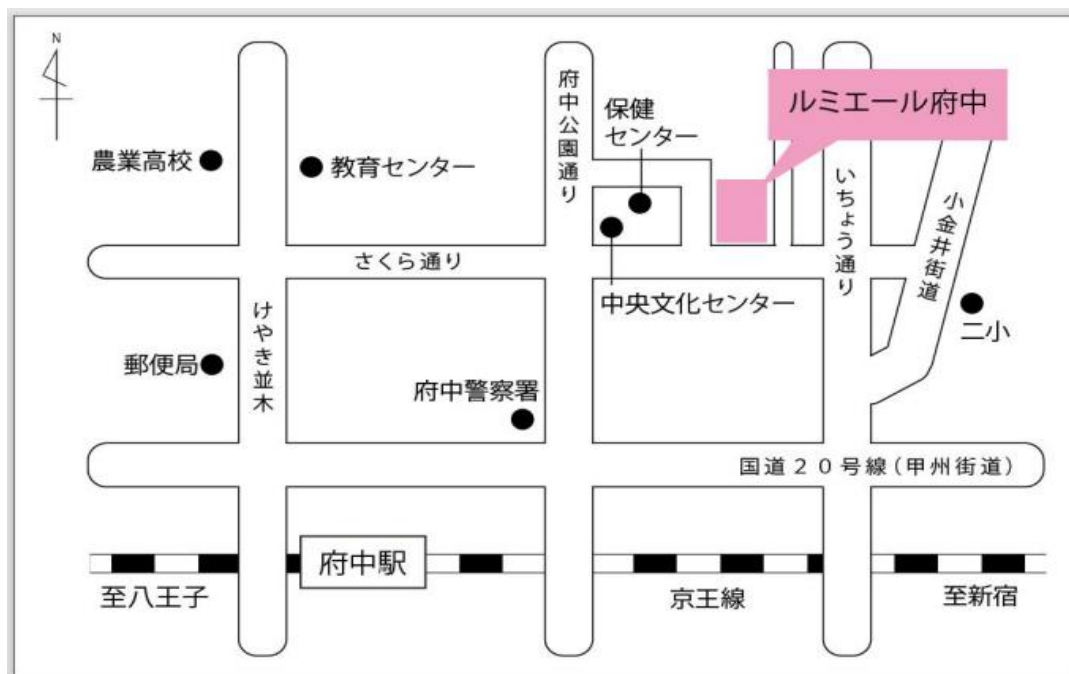 N
ルミエール府中
保健
センター
府中公園通り
農業高校
教育センター
いちょう通り
小金井街道
さくら通り
中央文化センター
けやき並木
二小
郵便局
府中警察署
国道20号線(甲州街道)
府中駅
至八王子
京王線
至新宿